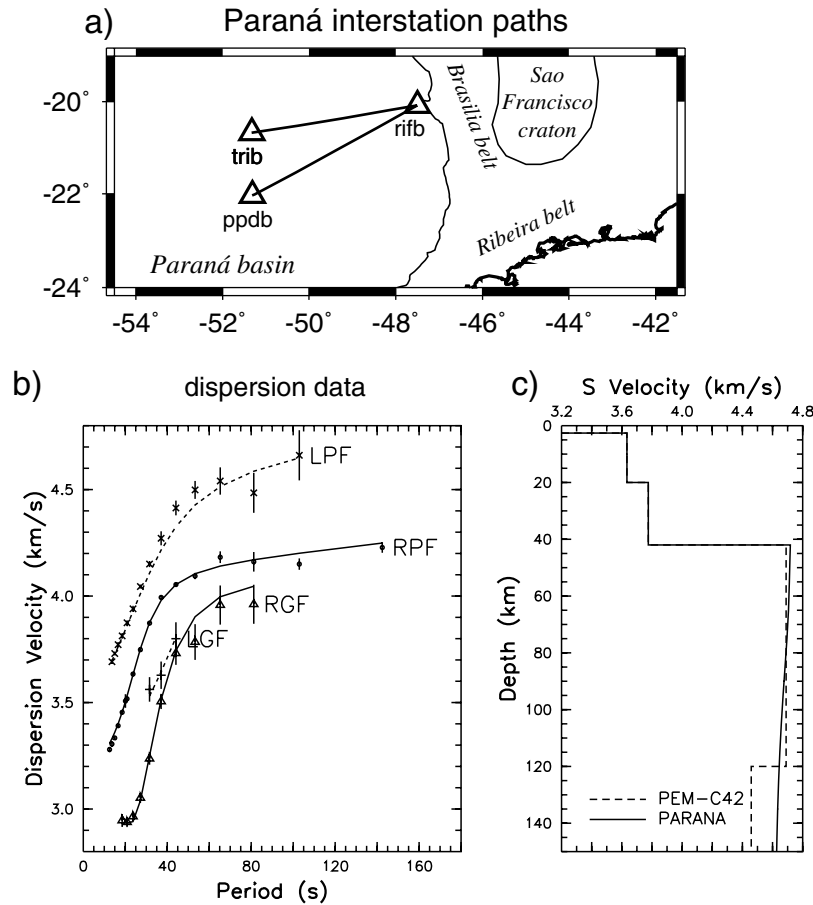 a) Paraná interstation paths
-20°
-22°
-24°
Brasilia belt
Sao
Francisco
craton
trib
rifb
ppdb
Ribeira belt
Paraná basin
-54° -52° -50° -48° -46° -44° -42°
b) dispersion data
Dispersion Velocity (km/s)
4.5
4.0
3.5
3.0
LPF
RPF
RGF
LGF
0 40 80 120 160
Period (s)
c)
S Velocity (km/s)
3.2 3.6 4.0 4.4 4.8
Depth (km)
0
20
40
60
80
100
120
140
PEM-C42
PARANA